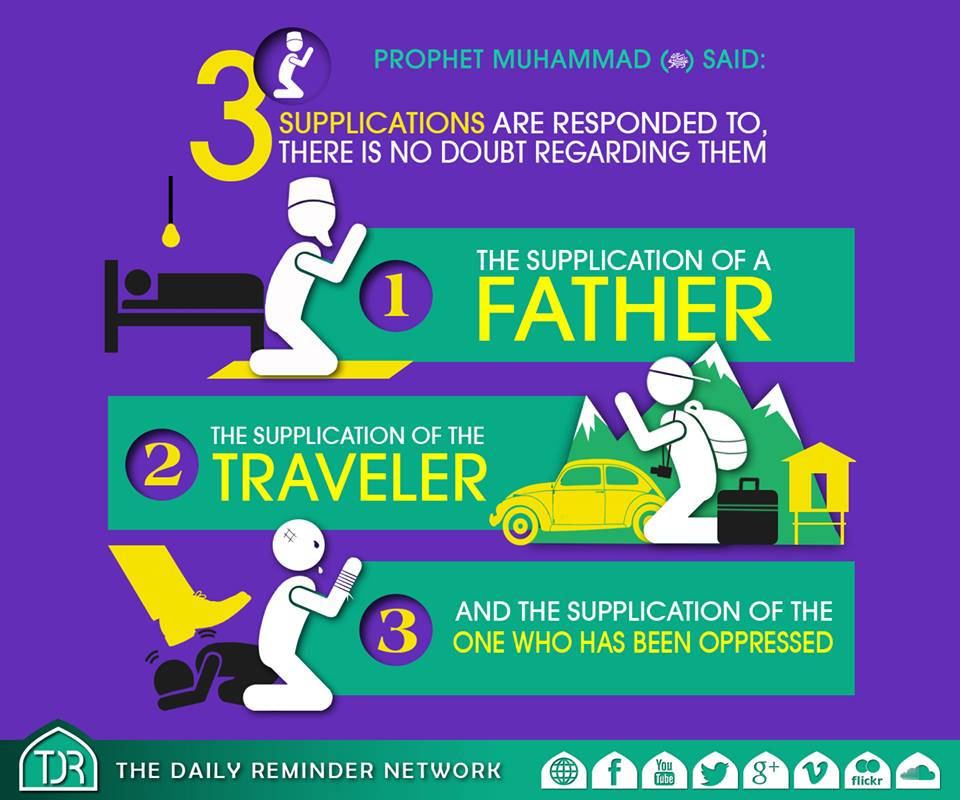 3
PROPHET MUHAMMAD (ﷺ) SAID:
SUPPLICATIONS ARE RESPONDED TO,
THERE IS NO DOUBT REGARDING THEM
1
THE SUPPLICATION OF A
FATHER
2
THE SUPPLICATION OF THE
TRAVELER
3
AND THE SUPPLICATION OF THE
ONE WHO HAS BEEN OPPRESSED
TDR
THE DAILY REMINDER NETWORK
f
You
Tube
g+
v
flickr